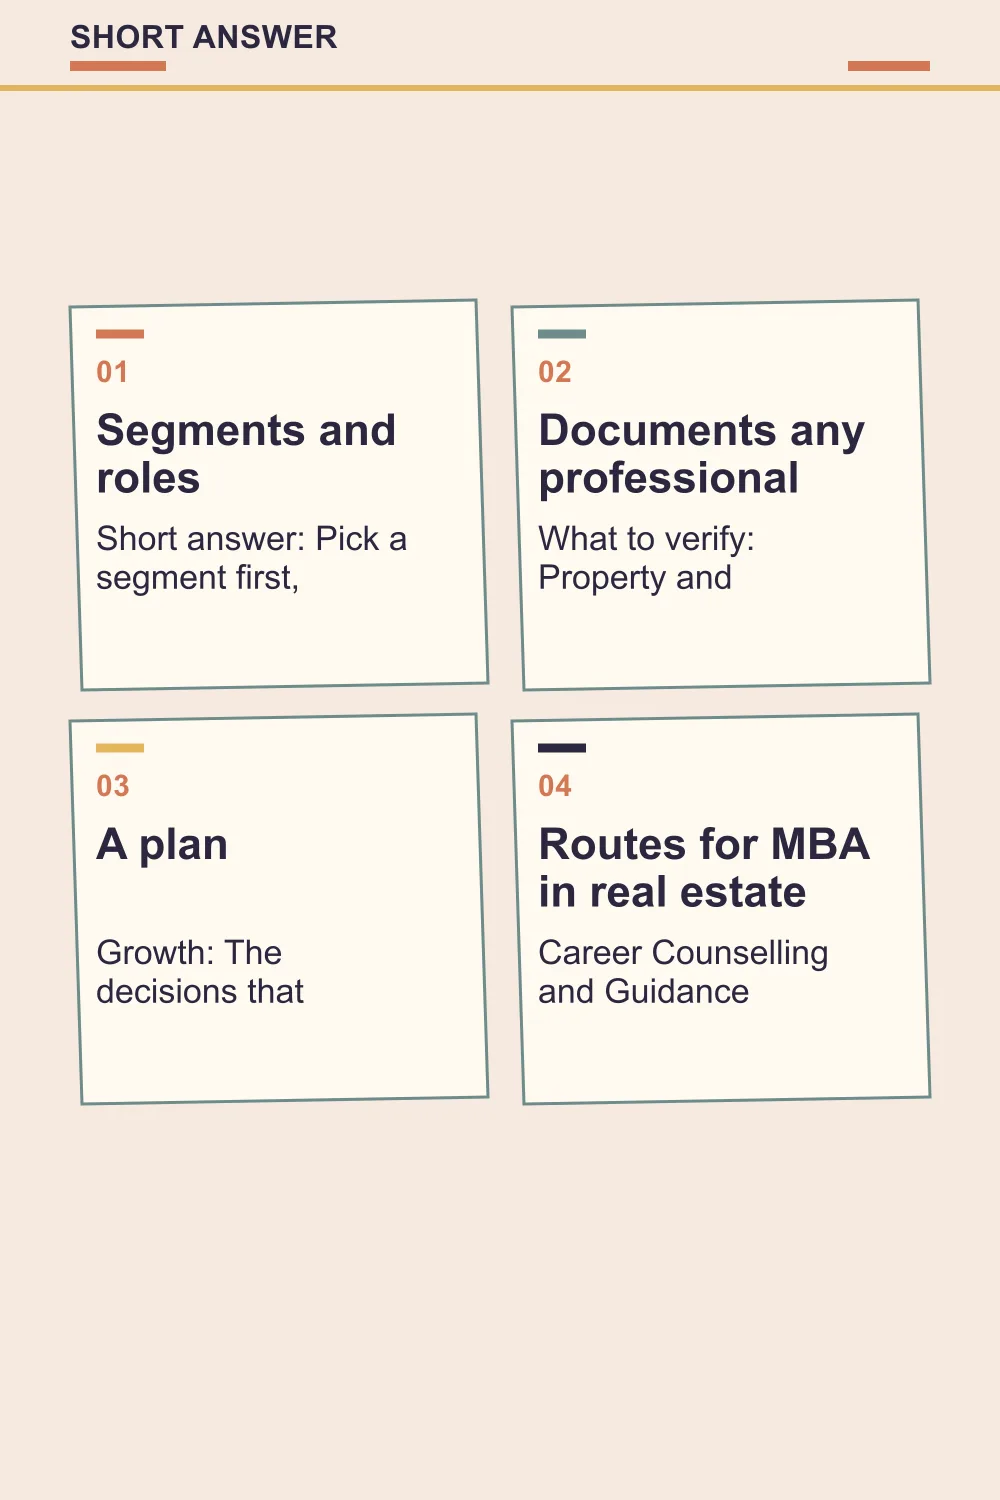 SHORT ANSWER
01
Segments and
roles
Short answer: Pick a
segment first,
02
Documents any
professional
What to verify:
Property and
03
A plan
Growth: The
decisions that
04
Routes for MBA
in real estate
Career Counselling
and Guidance